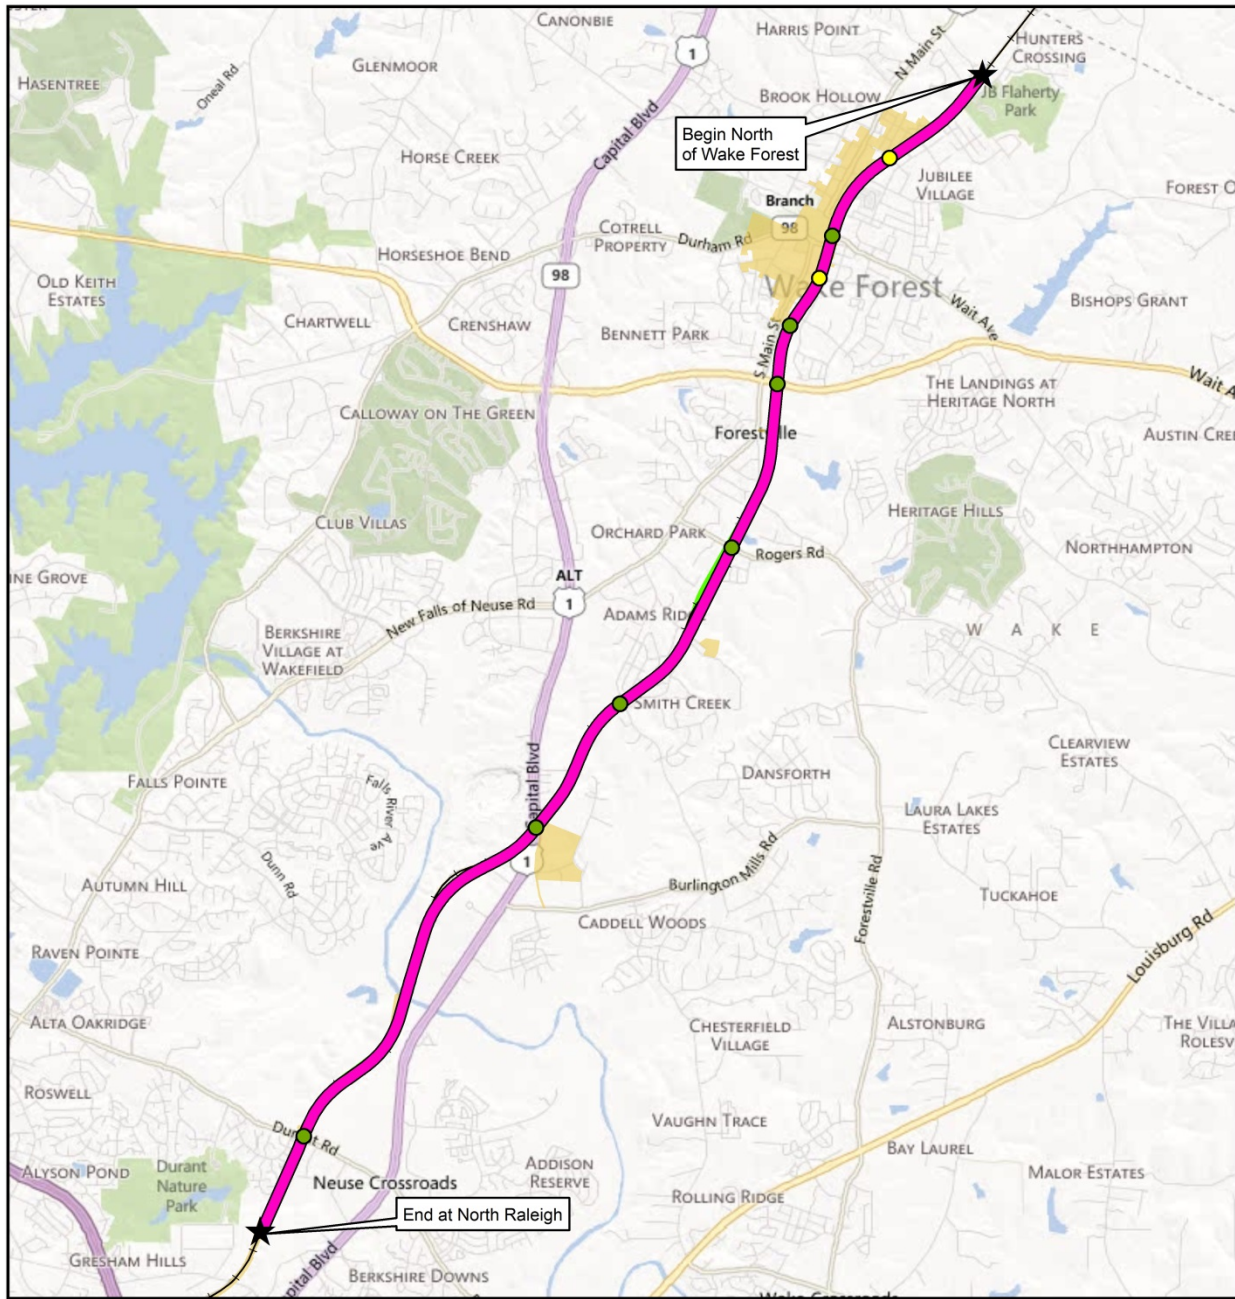 CANONBIE
HARRIS POINT
N Main St
HUNTERS
CROSSING
1
GLENMOOR
HASENTREE
Oneal Rd
BROOK HOLLOW
JB Flaherty
Park
Capital Blvd
Begin North
of Wake Forest
HORSE CREEK
JUBILEE
VILLAGE
FOREST O
Branch
98
COTRELL
PROPERTY
Durham Rd
HORSESHOE BEND
98
OLD KEITH
ESTATES
Wake Forest
BISHOPS GRANT
Wait Ave
CHARTWELL
CRENSHAW
BENNETT PARK
S Main St
THE LANDINGS AT
HERITAGE NORTH
Wait A
CALLOWAY ON THE GREEN
Forestville
AUSTIN CRE
CLUB VILLAS
ORCHARD PARK
HERITAGE HILLS
Rogers Rd
NORTHHAMPTON
INE GROVE
ALT
1
New Falls of Neuse Rd
ADAMS RIDG
WAKE
BERKSHIRE
VILLAGE AT
WAKEFIELD
SMITH CREEK
CLEARVIEW
ESTATES
FALLS POINTE
Falls River Ave
Capital Blvd
DANSFORTH
LAURA LAKES
ESTATES
1
Dunn Rd
Burlington Mills Rd
AUTUMN HILL
TUCKAHOE
Forestville Rd
CADDELL WOODS
Louisburg Rd
RAVEN POINTE
ALTA OAKRIDGE
CHESTERFIELD
VILLAGE
ALSTONBURG
THE VILLA
ROLESV
ROSWELL
VAUGHN TRACE
Durant Rd
BAY LAUREL
ALYSON POND
Durant
Nature
Park
Neuse Crossroads
ADDISON
RESERVE
MALOR ESTATES
ROLLING RIDGE
End at North Raleigh
GRESHAM HILLS
pital Blvd
BERKSHIRE DOWNS
Wake Crossroads